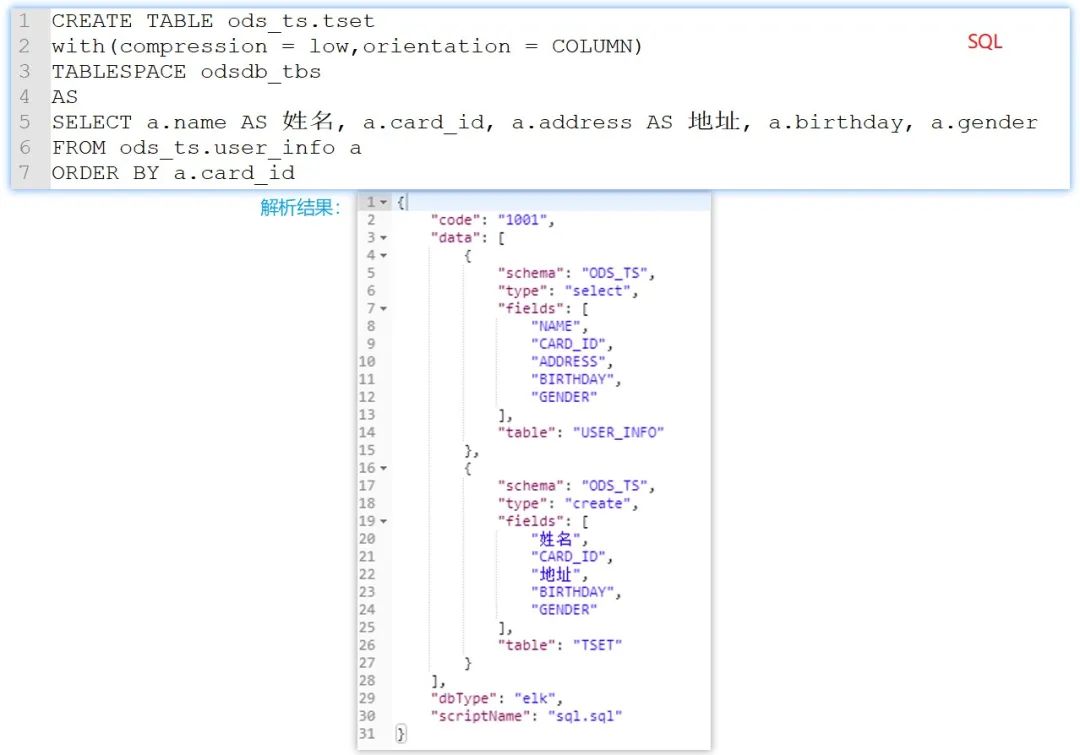 1 CREATE TABLE ods_ts.tset
2 with(compression = low,orientation = COLUMN)
SQL
3 TABLESPACE odsdb_tbs
4 AS
5 SELECT a.name AS 姓名, a.card_id, a.address AS 地址, a.birthday, a.gender
6 FROM ods_ts.user_info a
7 ORDER BY a.card_id
解析结果：
1 {
2 "code": "1001",
3 "data": [
4 {
5 "schema": "ODS_TS",
6 "type": "select",
7 "fields": [
8 "NAME",
9 "CARD_ID",
10 "ADDRESS",
11 "BIRTHDAY",
12 "GENDER"
13 ],
14 "table": "USER_INFO"
15 },
16 {
17 "schema": "ODS_TS",
18 "type": "create",
19 "fields": [
20 "姓名",
21 "CARD_ID",
22 "地址",
23 "BIRTHDAY",
24 "GENDER"
25 ],
26 "table": "TSET"
27 }
28 ],
29 "dbType": "elk",
30 "scriptName": "sql.sql"
31 }